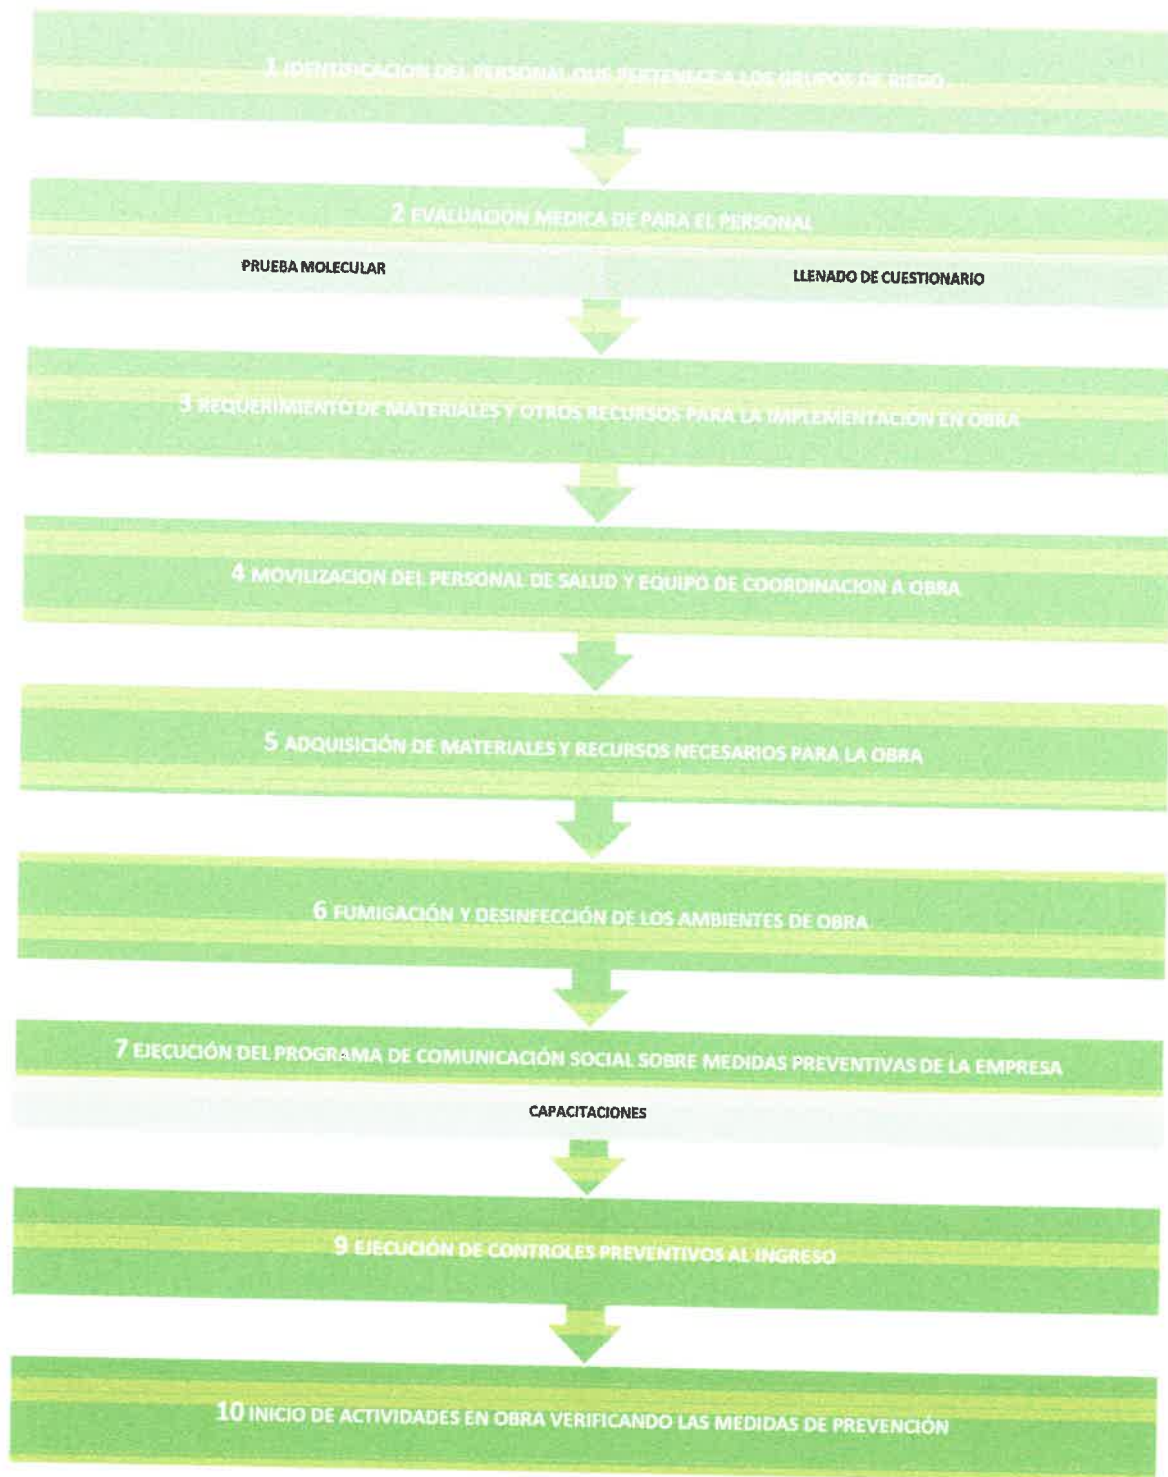 1 IDENTIFICACION DEL PERSONAL QUE PERTENECE A LOS GRUPOS DE RIEGO
2 EVALUACION MEDICA DE PARA EL PERSONAL
PRUEBA MOLECULAR
LLENADO DE CUESTIONARIO
3 REQUERIMIENTO DE MATERIALES Y OTROS RECURSOS PARA LA IMPLEMENTACIÓN EN OBRA
4 MOVILIZACION DEL PERSONAL DE SALUD Y EQUIPO DE COORDINACION A OBRA
5 ADQUISICIÓN DE MATERIALES Y RECURSOS NECESARIOS PARA LA OBRA
6 FUMIGACIÓN Y DESINFECCIÓN DE LOS AMBIENTES DE OBRA
7 EJECUCIÓN DEL PROGRAMA DE COMUNICACIÓN SOCIAL SOBRE MEDIDAS PREVENTIVAS DE LA EMPRESA
CAPACITACIONES
9 EJECUCIÓN DE CONTROLES PREVENTIVOS AL INGRESO
10 INICIO DE ACTIVIDADES EN OBRA VERIFICANDO LAS MEDIDAS DE PREVENCIÓN